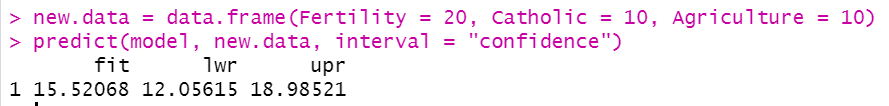 > new.data = data.frame(Fertility = 20, Catholic = 10, Agriculture = 10)
> predict(model, new.data, interval = "confidence")
fit lwr upr
1 15.52068 12.05615 18.98521